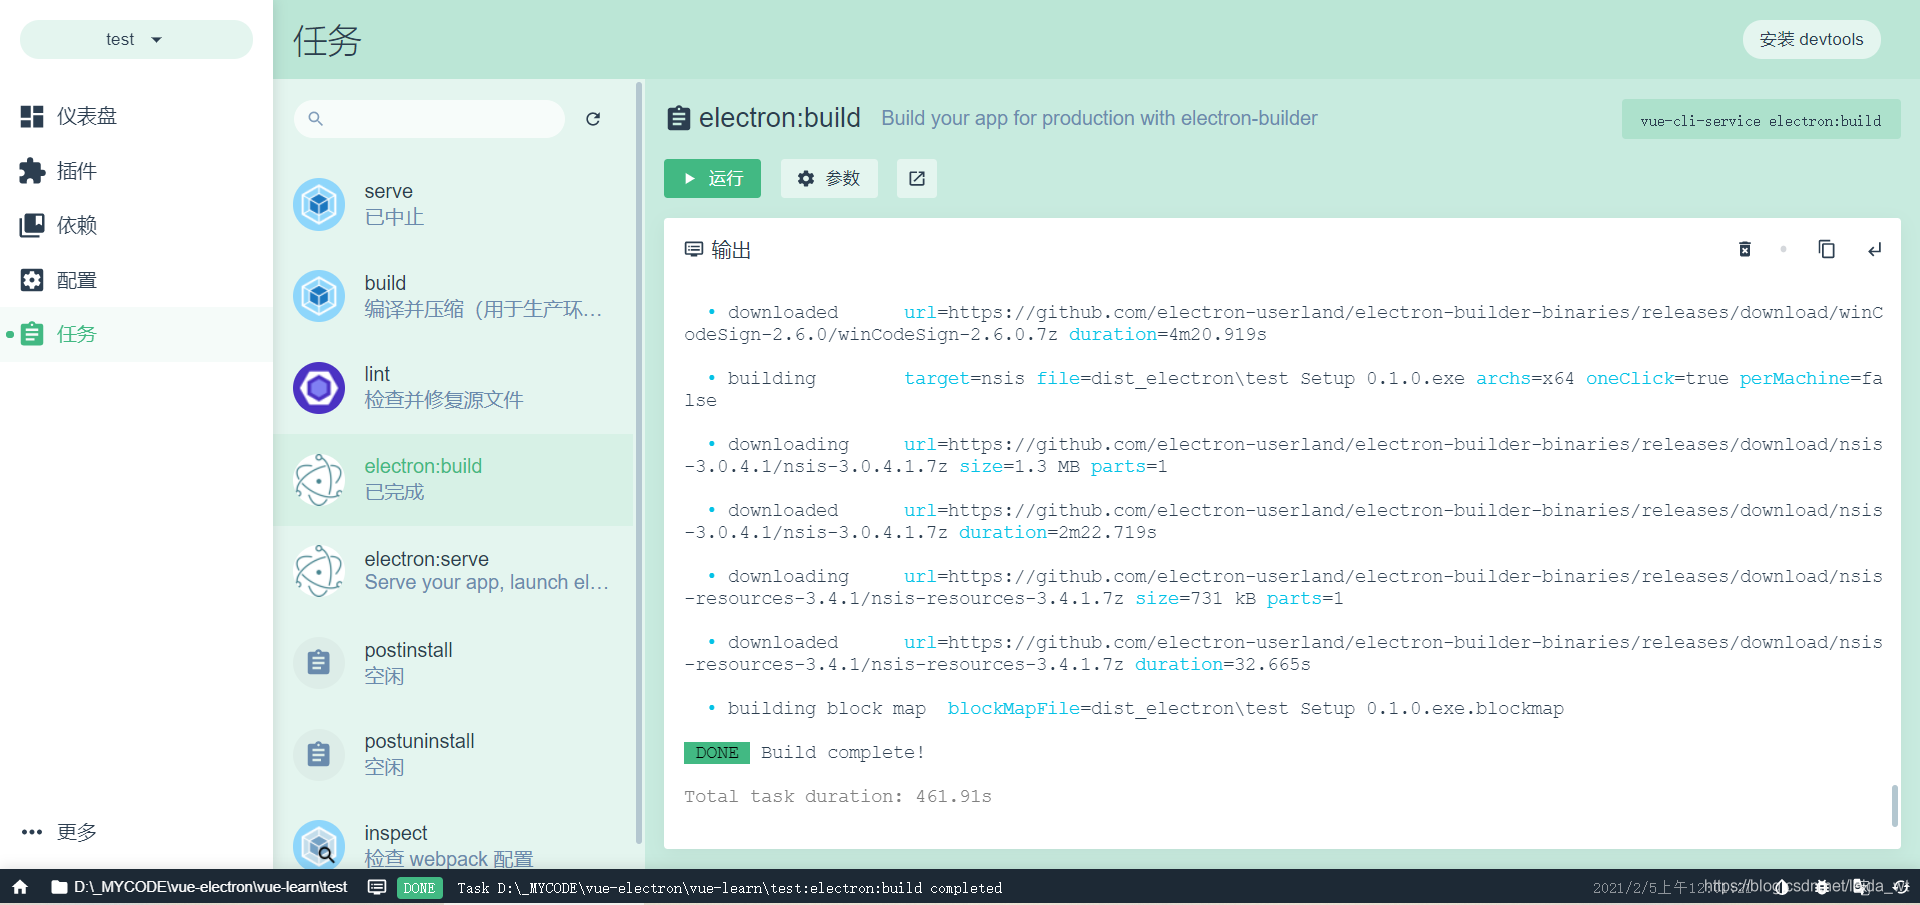 test
任务
安装 devtools
仪表盘
插件
依赖
配置
任务
更多
serve
已中止
build
编译并压缩（用于生产环…
lint
检查并修复源文件
electron:build
已完成
electron:serve
Serve your app, launch el…
postinstall
空闲
postuninstall
空闲
inspect
检查 webpack 配置
electron:build Build your app for production with electron-builder
vue-cli-service electron:build
运行 参数
输出
• downloaded url=https://github.com/electron-userland/electron-builder-binaries/releases/download/winC
odeSign-2.6.0/winCodeSign-2.6.0.7z duration=4m20.919s
• building target=nsis file=dist_electron\test Setup 0.1.0.exe archs=x64 oneClick=true perMachine=fa
lse
• downloading url=https://github.com/electron-userland/electron-builder-binaries/releases/download/nsis
-3.0.4.1/nsis-3.0.4.1.7z size=1.3 MB parts=1
• downloaded url=https://github.com/electron-userland/electron-builder-binaries/releases/download/nsis
-3.0.4.1/nsis-3.0.4.1.7z duration=2m22.719s
• downloading url=https://github.com/electron-userland/electron-builder-binaries/releases/download/nsis
-resources-3.4.1/nsis-resources-3.4.1.7z size=731 kB parts=1
• downloaded url=https://github.com/electron-userland/electron-builder-binaries/releases/download/nsis
-resources-3.4.1/nsis-resources-3.4.1.7z duration=32.665s
• building block map blockMapFile=dist_electron\test Setup 0.1.0.exe.blockmap
DONE Build complete!
Total task duration: 461.91s
D:\_MYCODE\vue-electron\vue-learn\test
DONE Task D:\_MYCODE\vue-electron\vue-learn\test:electron:build completed
2021/2/5上午